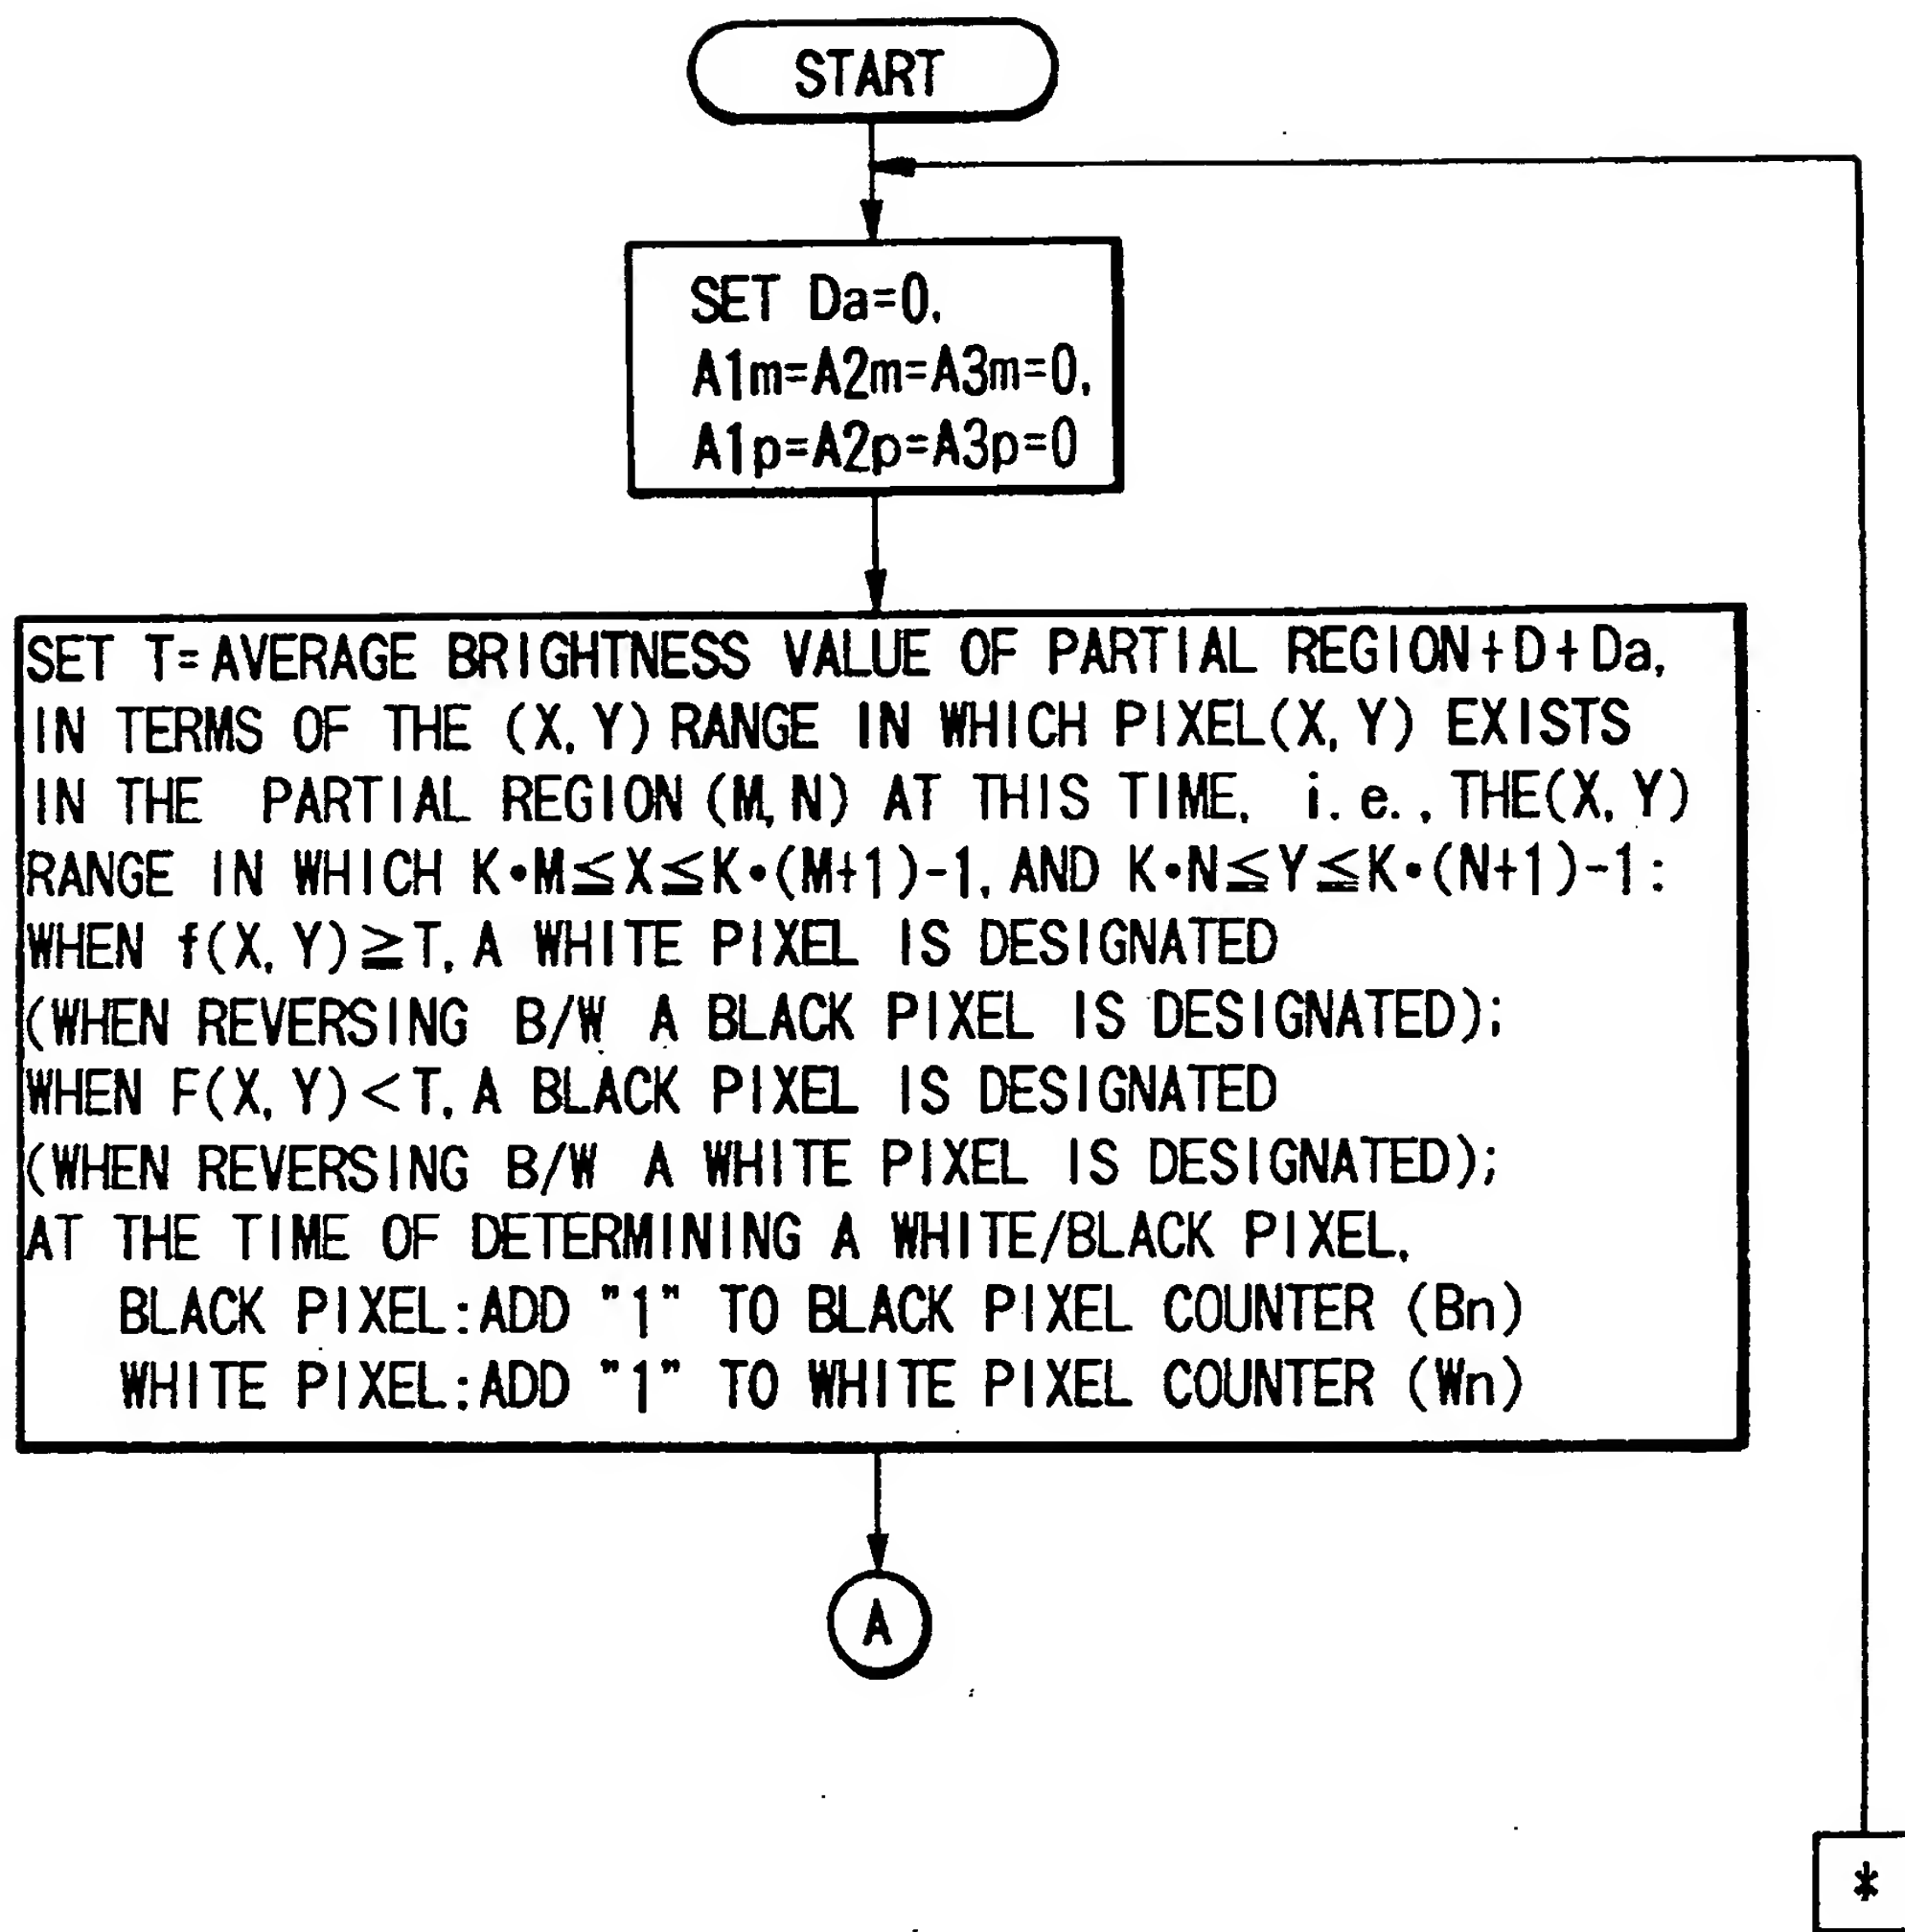 START
SET Da=0,
A1m=A2m=A3m=0,
A1p=A2p=A3p=0
SET T=AVERAGE BRIGHTNESS VALUE OF PARTIAL REGION+D+Da,
IN TERMS OF THE (X, Y) RANGE IN WHICH PIXEL(X, Y) EXISTS
IN THE PARTIAL REGION (M, N) AT THIS TIME, i. e., THE(X, Y)
RANGE IN WHICH K•M≦X≦K•(M+1)-1, AND K•N≦Y≦K•(N+1)-1:
WHEN f(X, Y)≧T, A WHITE PIXEL IS DESIGNATED
(WHEN REVERSING B/W A BLACK PIXEL IS DESIGNATED);
WHEN F(X, Y)<T, A BLACK PIXEL IS DESIGNATED
(WHEN REVERSING B/W A WHITE PIXEL IS DESIGNATED);
AT THE TIME OF DETERMINING A WHITE/BLACK PIXEL,
BLACK PIXEL:ADD "1" TO BLACK PIXEL COUNTER (Bn)
WHITE PIXEL:ADD "1" TO WHITE PIXEL COUNTER (Wn)
A
*